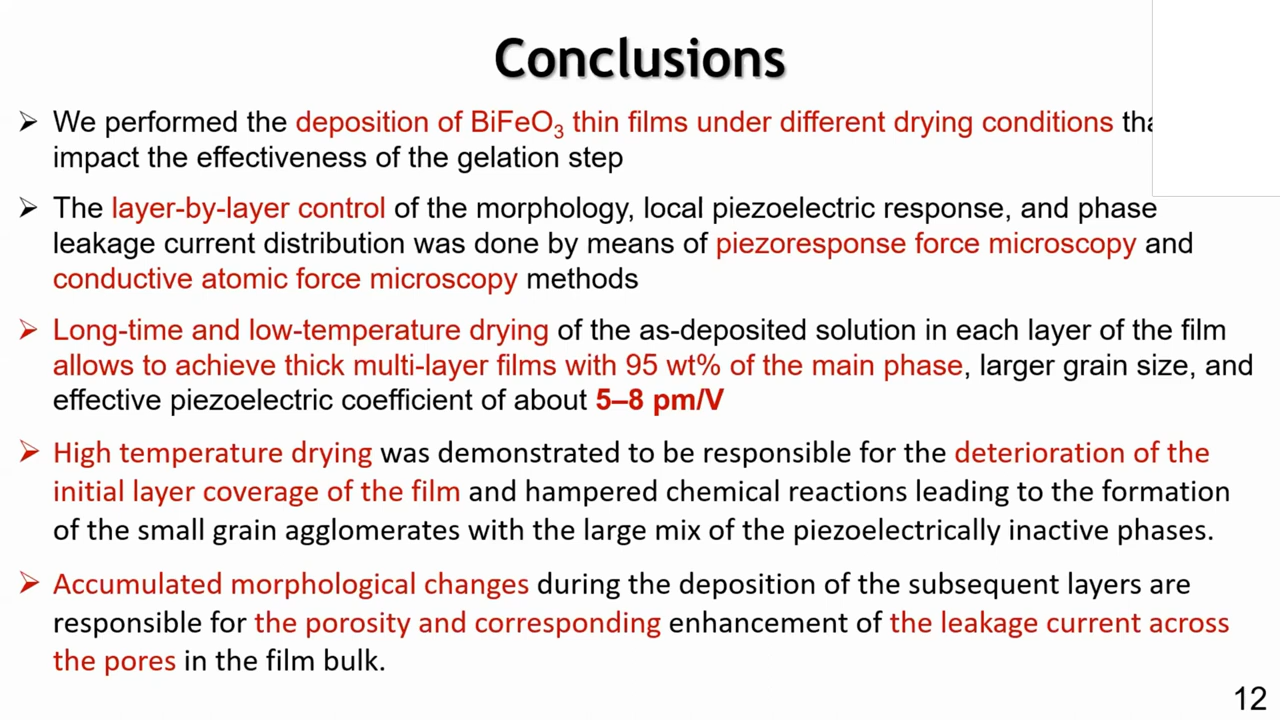 Conclusions
➢ We performed the deposition of BiFeO₃ thin films under different drying conditions
impact the effectiveness of the gelation step
➢ The layer-by-layer control of the morphology, local piezoelectric response, and phase
leakage current distribution was done by means of piezoresponse force microscopy and
conductive atomic force microscopy methods
➢ Long-time and low-temperature drying of the as-deposited solution in each layer of the film
allows to achieve thick multi-layer films with 95 wt% of the main phase, larger grain size, and
effective piezoelectric coefficient of about 5–8 pm/V
➢ High temperature drying was demonstrated to be responsible for the deterioration of the
initial layer coverage of the film and hampered chemical reactions leading to the formation
of the small grain agglomerates with the large mix of the piezoelectrically inactive phases.
➢ Accumulated morphological changes during the deposition of the subsequent layers are
responsible for the porosity and corresponding enhancement of the leakage current across
the pores in the film bulk.
12